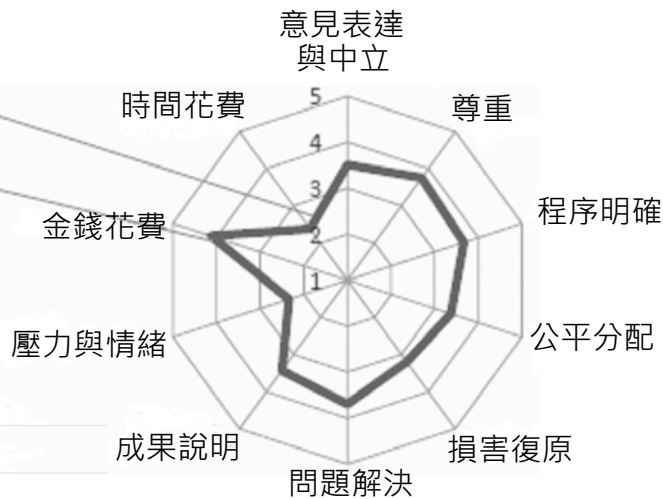 意見表達
與中立
時間花費
5
尊重
4
3
程序明確
金錢花費
2
1
公平分配
壓力與情緒
成果說明
損害復原
問題解決